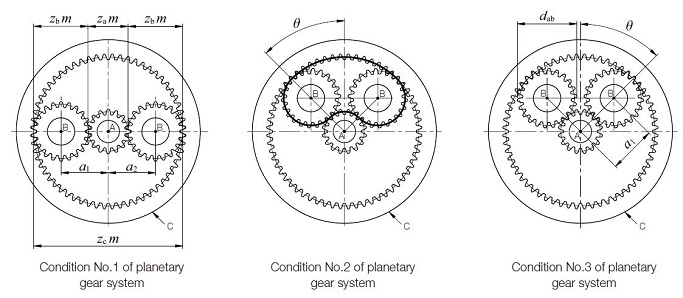 z_b m z_a m z_b m
B A B
a_1 a_2
C
z_c m
Condition No.1 of planetary
gear system
θ
B B
A
C
Condition No.2 of planetary
gear system
d_ab θ
B B
A a_1
C
Condition No.3 of planetary
gear system